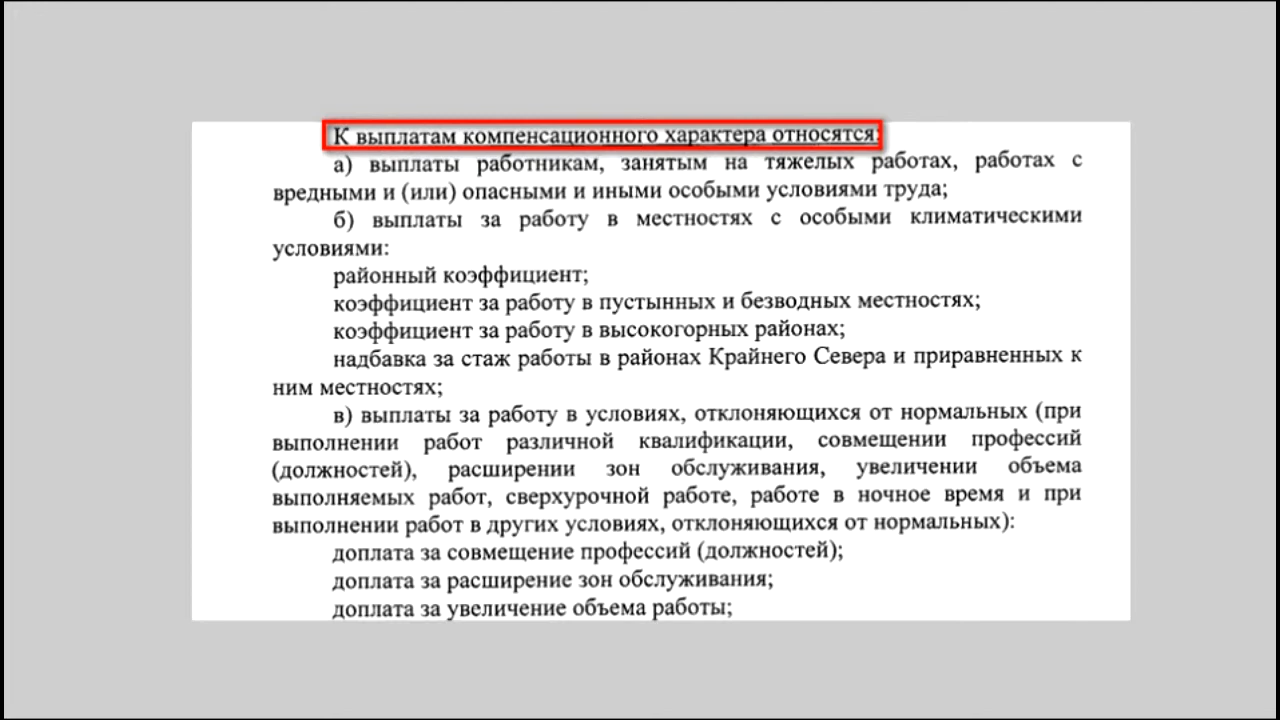 К выплатам компенсационного характера относятся:
а) выплаты работникам, занятым на тяжелых работах, работах с
вредными и (или) опасными и иными особыми условиями труда;
б) выплаты за работу в местностях с особыми климатическими
условиями:
районный коэффициент;
коэффициент за работу в пустынных и безводных местностях;
коэффициент за работу в высокогорных районах;
надбавка за стаж работы в районах Крайнего Севера и приравненных к
ним местностях;
в) выплаты за работу в условиях, отклоняющихся от нормальных (при
выполнении работ различной квалификации, совмещении профессий
(должностей), расширении зон обслуживания, увеличении объема
выполняемых работ, сверхурочной работе, работе в ночное время и при
выполнении работ в других условиях, отклоняющихся от нормальных):
доплата за совмещение профессий (должностей);
доплата за расширение зон обслуживания;
доплата за увеличение объема работы;